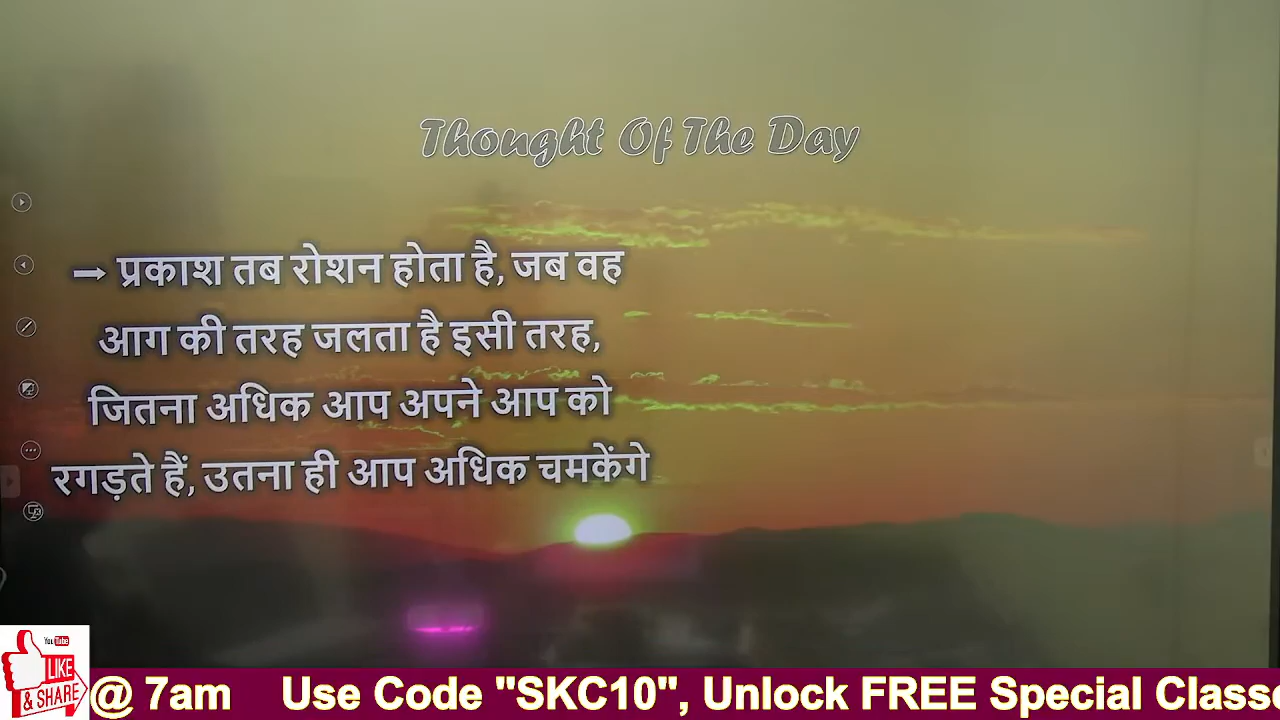 Thought Of The Day
→ प्रकाश तब रोशन होता है, जब वह
आग की तरह जलता है इसी तरह,
जितना अधिक आप अपने आप को
रगड़ते हैं, उतना ही आप अधिक चमकेंगे
YouTube
LIKE
& SHARE
@ 7am Use Code "SKC10", Unlock FREE Special Classe